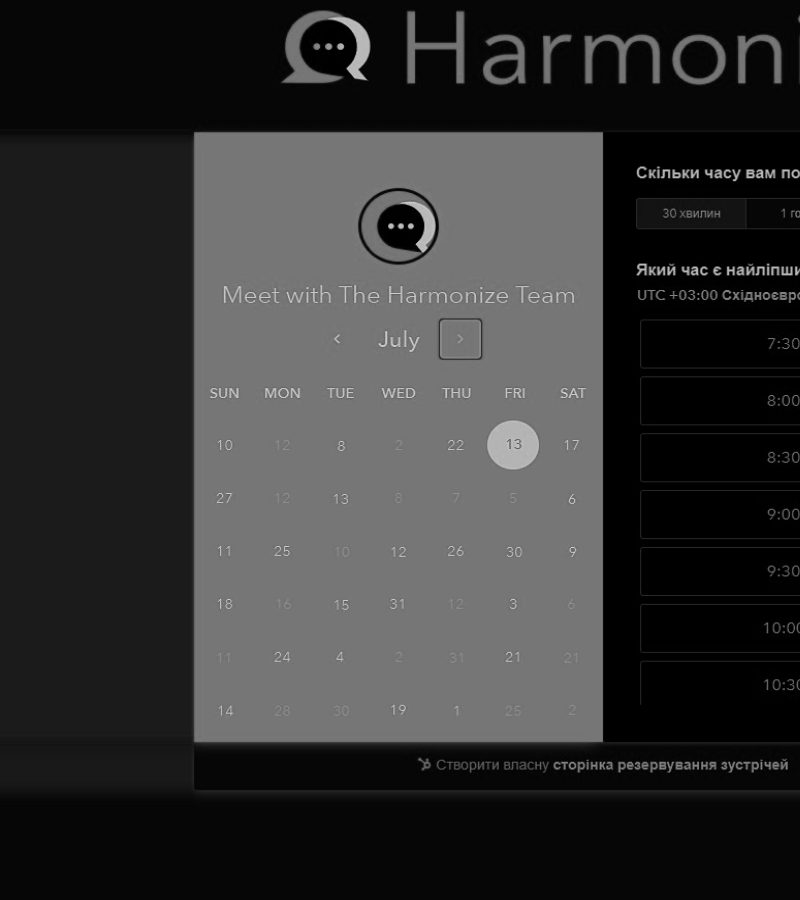 Harmoni
Meet with The Harmonize Team
July
SUN MON TUE WED THU FRI SAT
10 12 8 2 22 13 17
27 12 13 8 7 5 6
11 25 10 12 26 30 9
18 16 15 31 12 3 6
11 24 4 2 31 21 21
14 28 30 19 1 25 2
Скільки часу вам по
30 хвилин 1 го
Який час є найліпши
UTC +03:00 Східноєвро
7:30
8:00
8:30
9:00
9:30
10:00
10:30
Створити власну сторінка резервування зустрічей